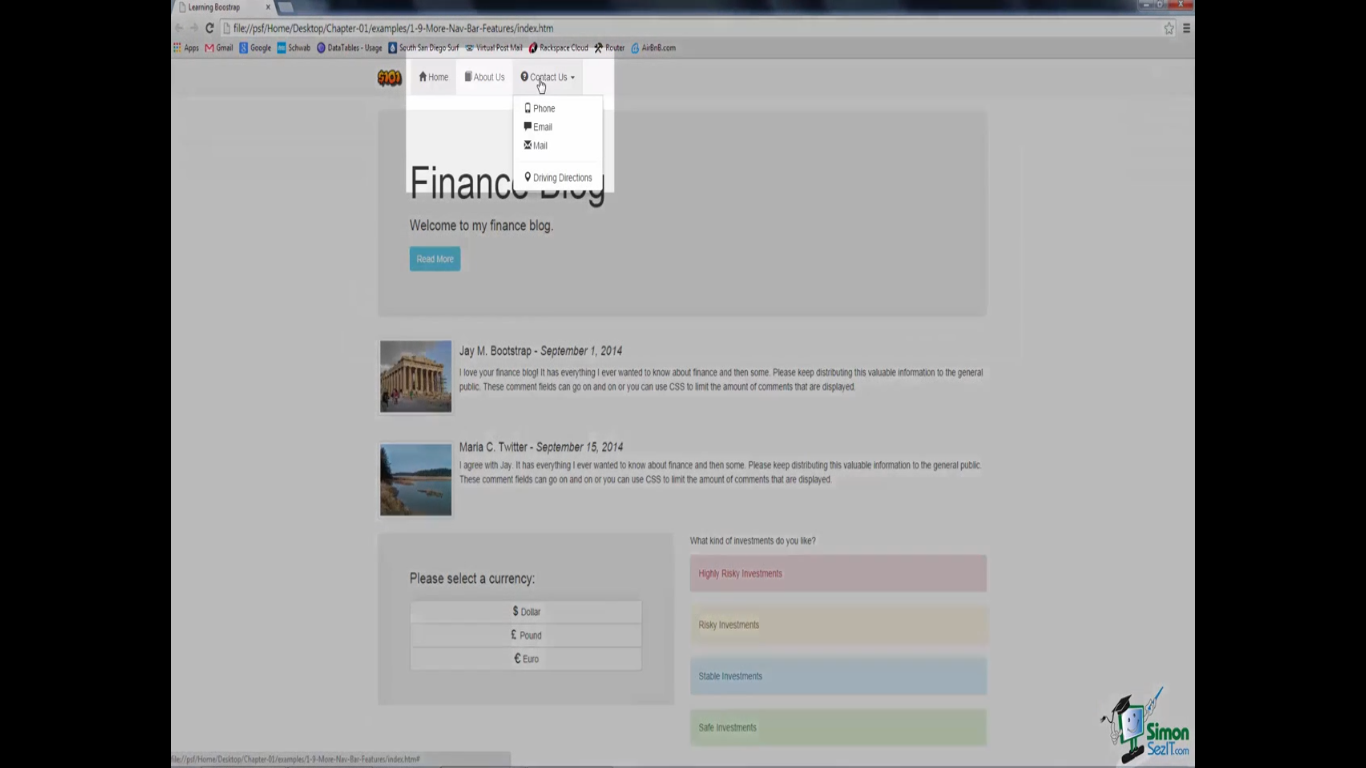 Learning Boostrap
file://psf/Home/Desktop/Chapter-01/examples/1-9-More-Nav-Bar-Features/index.htm
Apps Gmail Google Schwab DataTables - Usage South San Diego Surf Virtual Post Mail Rackspace Cloud Router AirBnB.com
$101 Home About Us Contact Us
Phone
Email
Mail
Driving Directions
Finance Blog
Welcome to my finance blog.
Read More
Jay M. Bootstrap - September 1, 2014
I love your finance blog! It has everything I ever wanted to know about finance and then some. Please keep distributing this valuable information to the general
public. These comment fields can go on and on or you can use CSS to limit the amount of comments that are displayed.
Maria C. Twitter - September 15, 2014
I agree with Jay. It has everything I ever wanted to know about finance and then some. Please keep distributing this valuable information to the general public.
These comment fields can go on and on or you can use CSS to limit the amount of comments that are displayed.
Please select a currency:
$ Dollar
£ Pound
€ Euro
What kind of investments do you like?
Highly Risky Investments
Risky Investments
Stable Investments
Safe Investments
file://psf/Home/Desktop/Chapter-01/examples/1-9-More-Nav-Bar-Features/index.htm#
Simon
SezIT.com